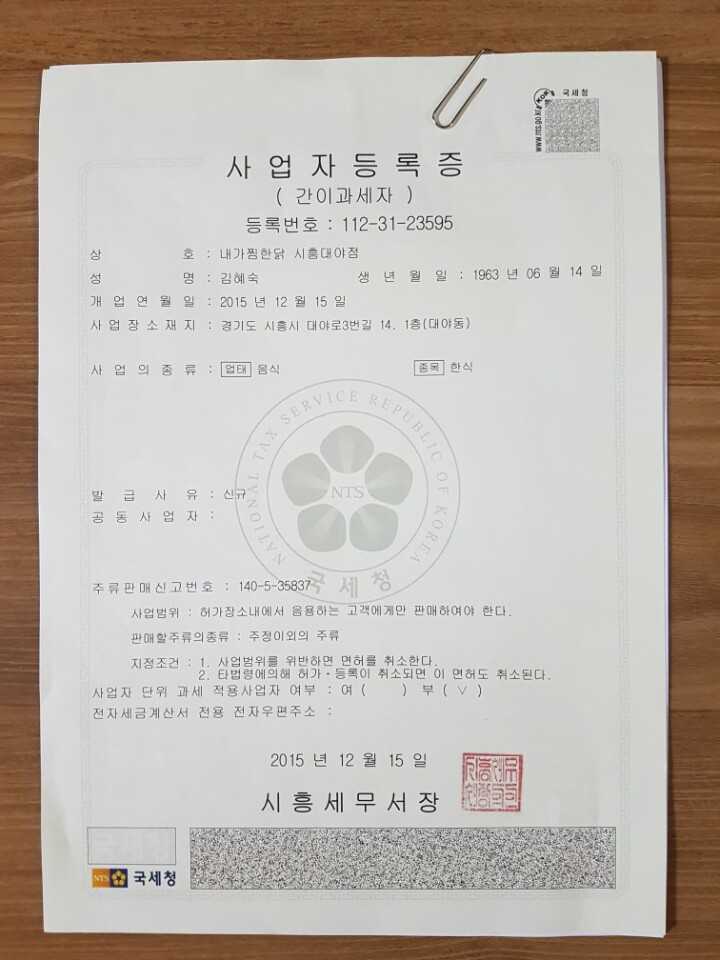 국세청
사업자등록증
( 간이과세자 )
등록번호 : 112-31-23595
상 호 : 내가찜한닭 시흥대야점
성 명 : 김혜숙 생 년 월 일 : 1963 년 06 월 14 일
개 업 연 월 일 : 2015 년 12 월 15 일
사 업 장 소 재 지 : 경기도 시흥시 대야로3번길 14, 1층(대야동)
사 업 의 종 류 : 업태 음식 종목 한식
NATIONAL TAX SERVICE REPUBLIC OF KOREA
NTS
국세청
발 급 사 유 : 신규
공 동 사 업 자 :
주류판매신고번호 : 140-5-35837
사업범위 : 허가장소내에서 음용하는 고객에게만 판매하여야 한다.
판매할주류의종류 : 주정이외의 주류
지정조건 : 1. 사업범위를 위반하면 면허를 취소한다.
2. 타법령에의해 허가・등록이 취소되면 이 면허도 취소된다.
사업자 단위 과세 적용사업자 여부 : 여 ( ) 부 ( ∨ )
전자세금계산서 전용 전자우편주소 :
2015 년 12 월 15 일
시흥세무서장
국세청
NTS 국세청